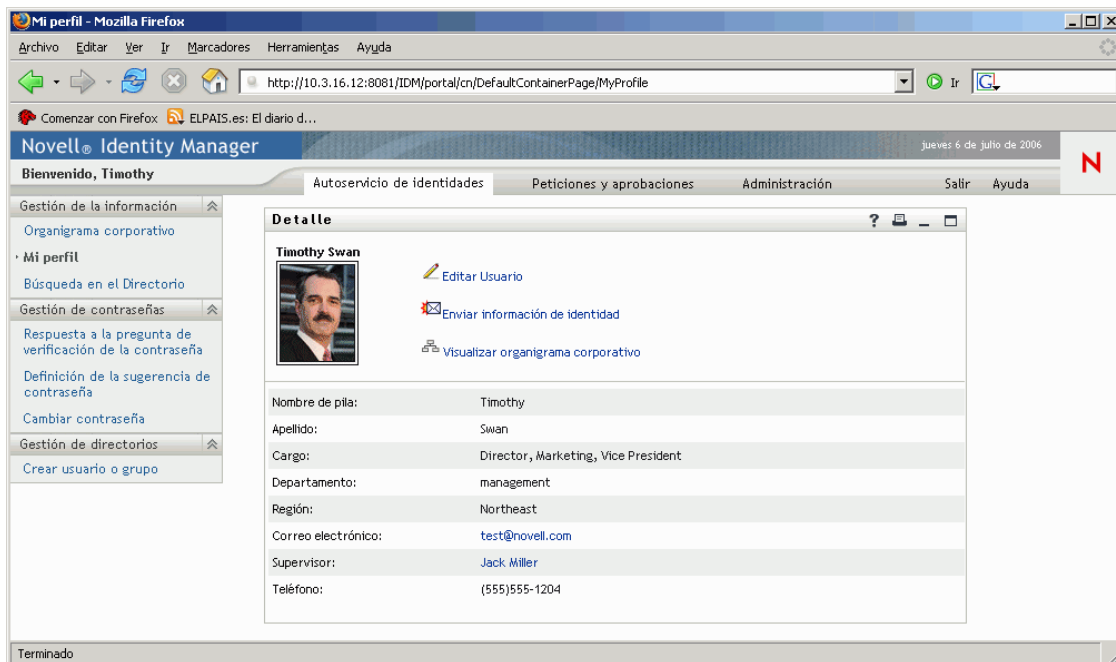 Mi perfil - Mozilla Firefox
Archivo Editar Ver Ir Marcadores Herramientas Ayuda
http://10.3.16.12:8081/IDM/portal/cn/DefaultContainerPage/MyProfile
Ir
G
Comenzar con Firefox ELPAIS.es: El diario d...
Novell® Identity Manager
jueves 6 de julio de 2006
N
Bienvenido, Timothy
Autoservicio de identidades Peticiones y aprobaciones Administración Salir Ayuda
Gestión de la información
Organigrama corporativo
Mi perfil
Búsqueda en el Directorio
Gestión de contraseñas
Respuesta a la pregunta de
verificación de la contraseña
Definición de la sugerencia de
contraseña
Cambiar contraseña
Gestión de directorios
Crear usuario o grupo
Detalle ?
Timothy Swan
Editar Usuario
Enviar información de identidad
Visualizar organigrama corporativo
Nombre de pila: Timothy
Apellido: Swan
Cargo: Director, Marketing, Vice President
Departamento: management
Región: Northeast
Correo electrónico: test@novell.com
Supervisor: Jack Miller
Teléfono: (555)555-1204
Terminado